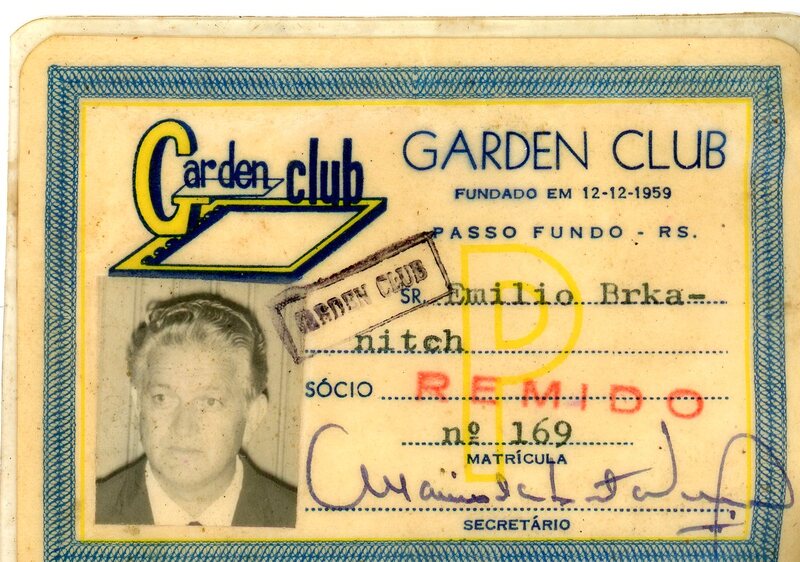 Garden club
GARDEN CLUB
FUNDADO EM 12-12-1959
PASSO FUNDO - RS.
GARDEN CLUB
P
SR. Emilio Brka-
nitch
SÓCIO REMIDO
nº 169
MATRÍCULA
SECRETÁRIO